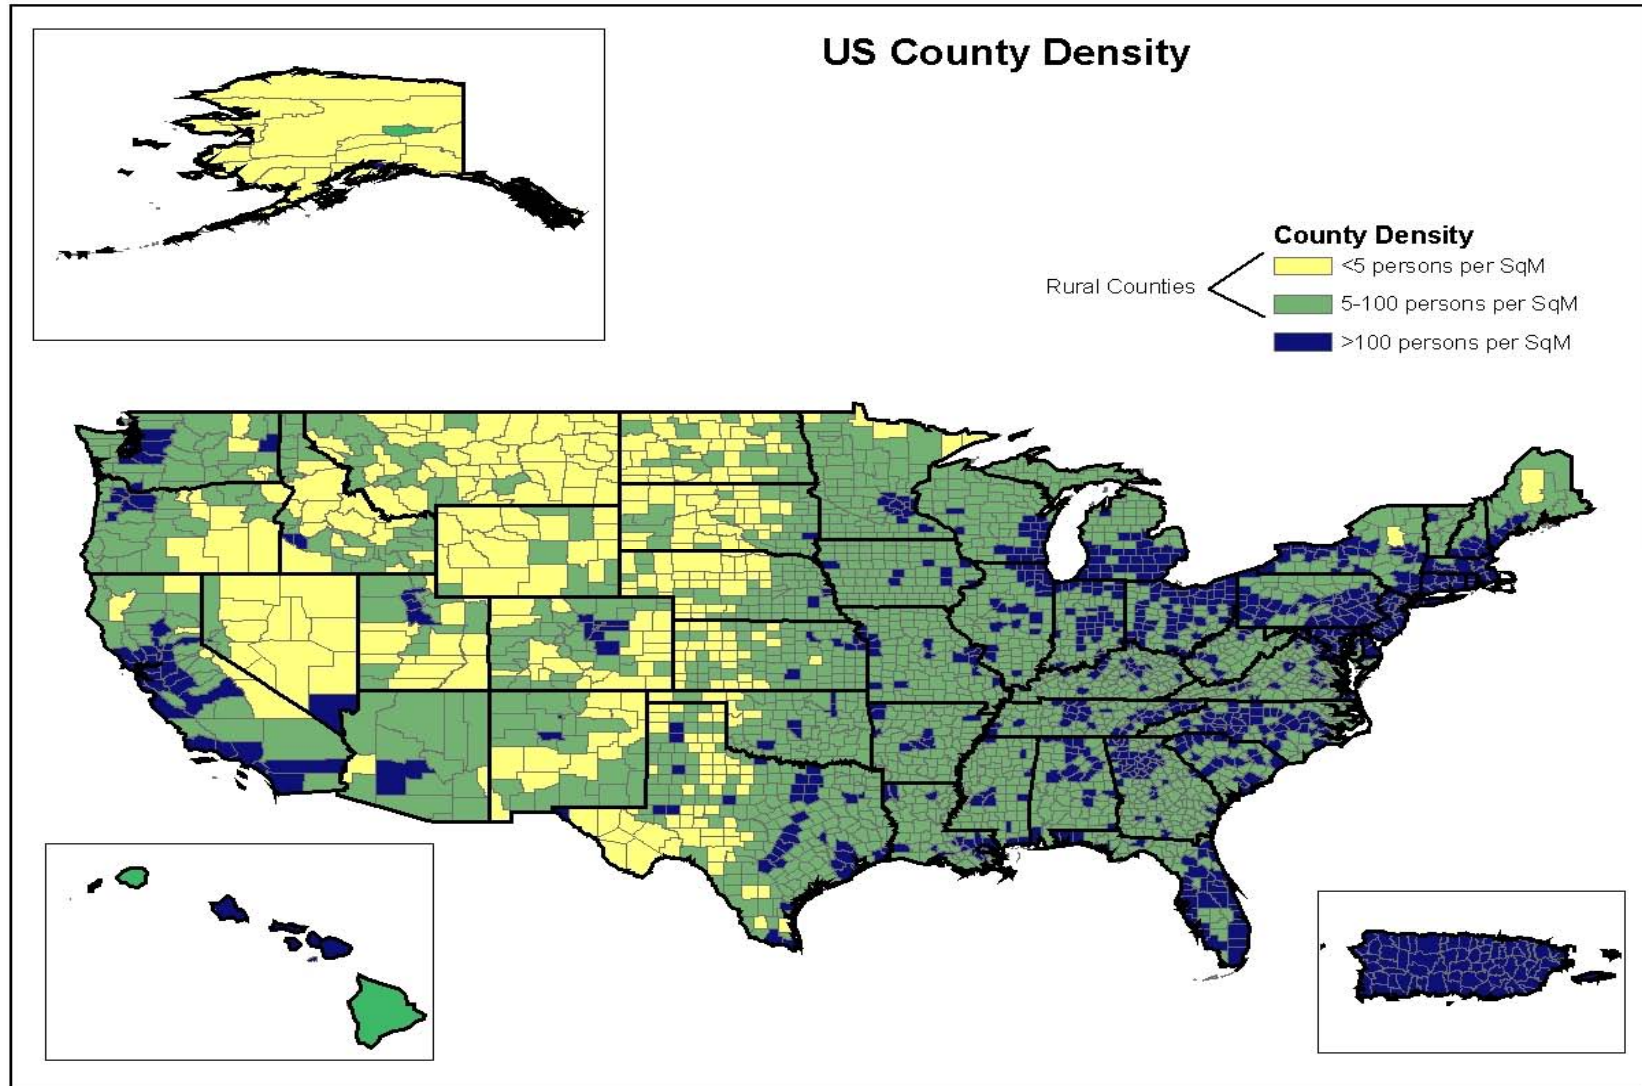 US County Density
County Density
Rural Counties
<5 persons per SqM
5-100 persons per SqM
>100 persons per SqM